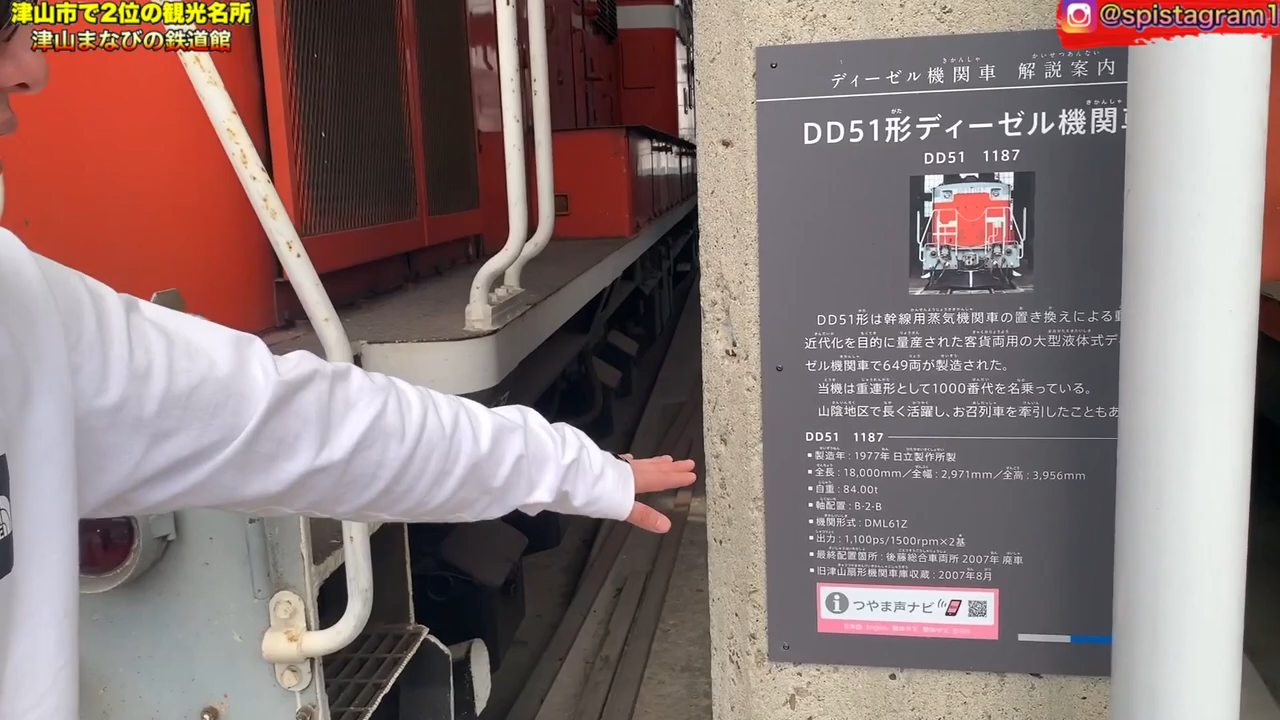 津山市で2位の観光名所
津山まなびの鉄道館
@spistagram1
ディーゼル機関車 解説案内
DD51形ディーゼル機関
DD51 1187
DD51形は幹線用蒸気機関車の置き換えによる
近代化を目的に量産された客貨両用の大型液体式デ
ゼル機関車で649両が製造された。
当機は重連形として1000番代を名乗っている。
山陰地区で長く活躍し、お召列車を牽引したこともあ
DD51 1187
■製造年:1977年 日立製作所製
■全長:18,000mm/全幅:2,971mm/全高:3,956mm
■自重:84.00t
■軸配置:B-2-B
■機関形式:DML61Z
■出力:1,100ps/1500rpm×2基
■最終配置箇所:後藤総合車両所 2007年 廃車
■旧津山扇形機関車庫収蔵:2007年8月
つやま声ナビ